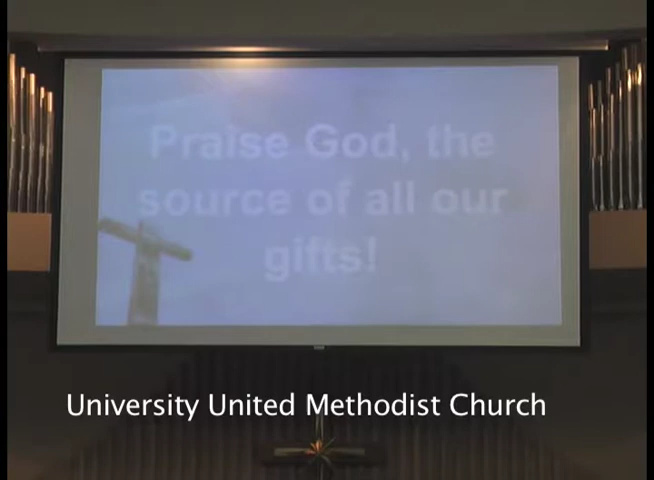 Praise God, the
source of all our
gifts!
University United Methodist Church